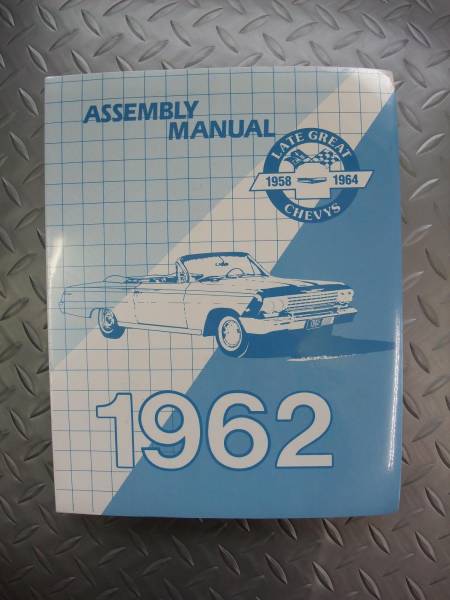 ASSEMBLY
MANUAL
LATE GREAT
1958 1964
CHEVYS
1962